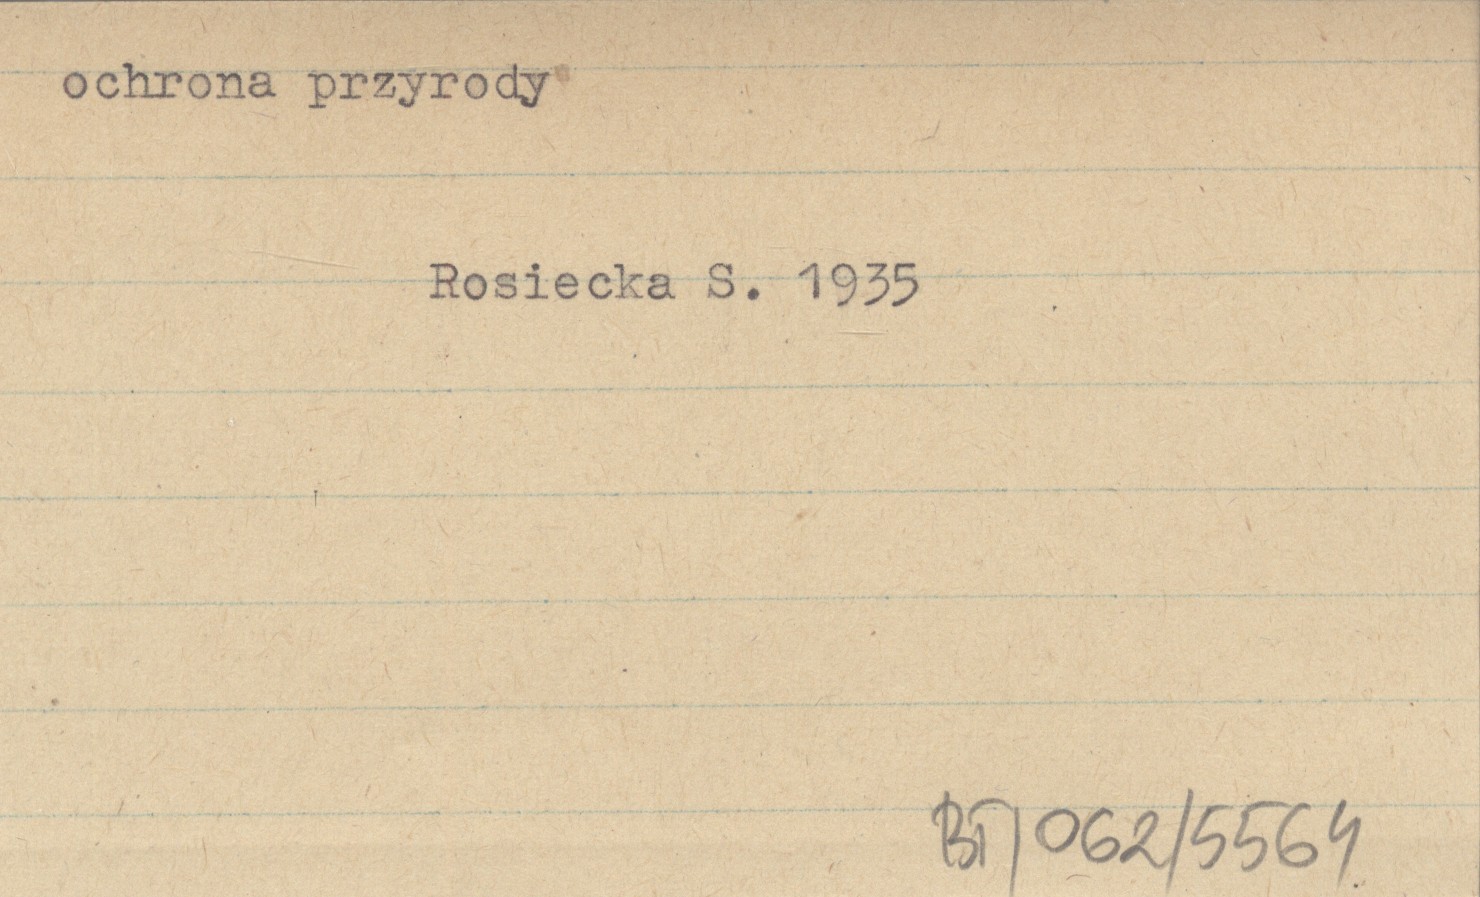 ochrona przyrody
Rosiecka S. 1935
BT/062/5564